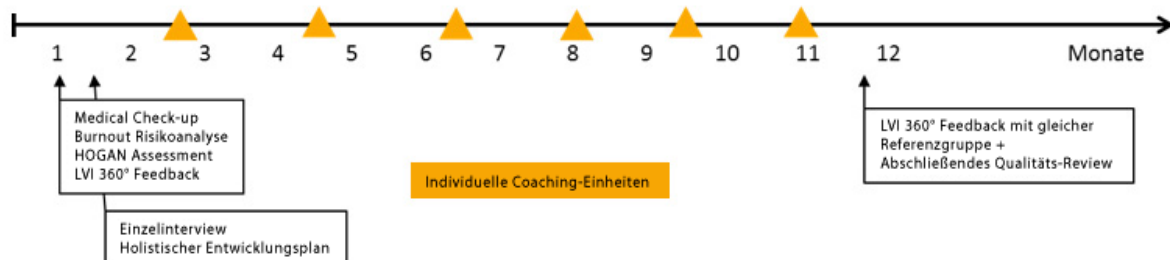 1 2 3 4 5 6 7 8 9 10 11 12 Monate
Medical Check-up
Burnout Risikoanalyse
HOGAN Assessment
LVI 360° Feedback
Einzelinterview
Holistischer Entwicklungsplan
Individuelle Coaching-Einheiten
LVI 360° Feedback mit gleicher
Referenzgruppe +
Abschließendes Qualitäts-Review